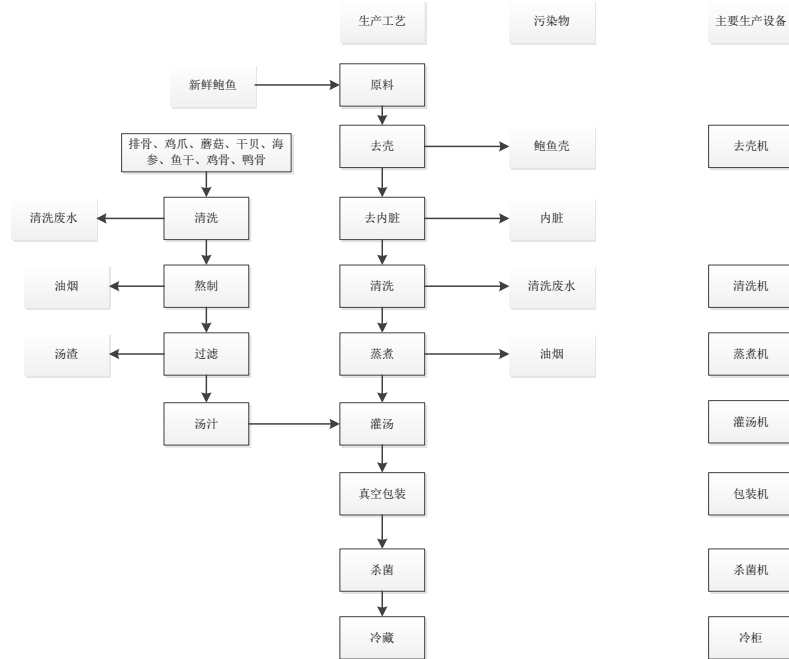 生产工艺
污染物
主要生产设备
新鲜鲍鱼
原料
排骨、鸡爪、蘑菇、干贝、海
参、鱼干、鸡骨、鸭骨
去壳
鲍鱼壳
去壳机
清洗废水
清洗
去内脏
内脏
油烟
熬制
清洗
清洗废水
清洗机
汤渣
过滤
蒸煮
油烟
蒸煮机
汤汁
灌汤
灌汤机
真空包装
包装机
杀菌
杀菌机
冷藏
冷柜